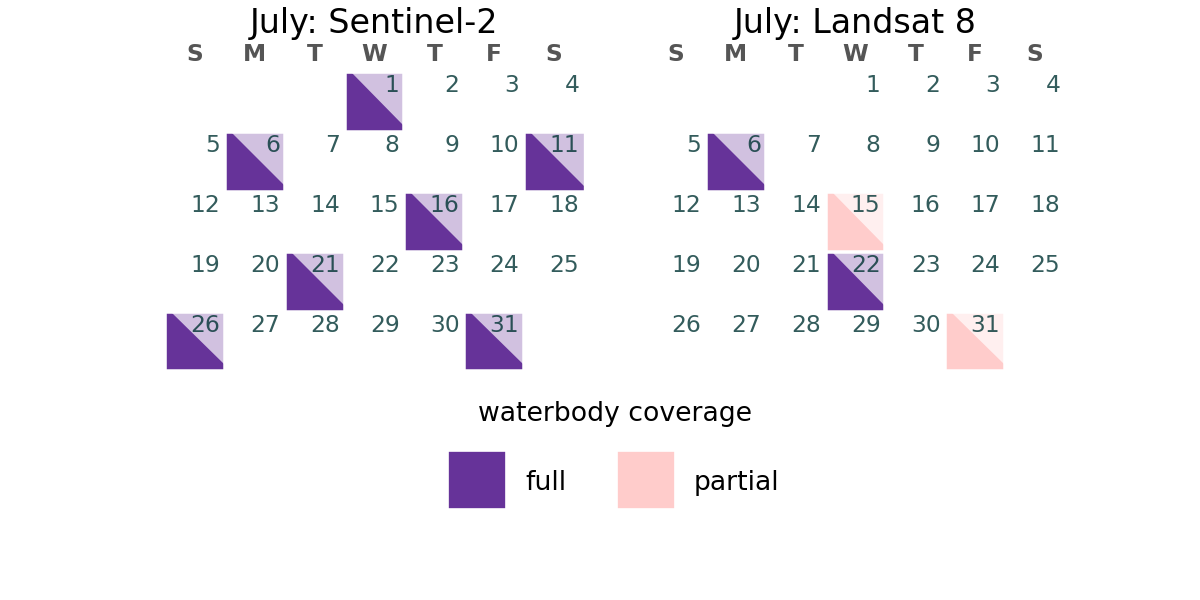 July: Sentinel-2
S M T W T F S
1 2 3 4
5 6 7 8 9 10 11
12 13 14 15 16 17 18
19 20 21 22 23 24 25
26 27 28 29 30 31
July: Landsat 8
S M T W T F S
1 2 3 4
5 6 7 8 9 10 11
12 13 14 15 16 17 18
19 20 21 22 23 24 25
26 27 28 29 30 31
waterbody coverage
full partial